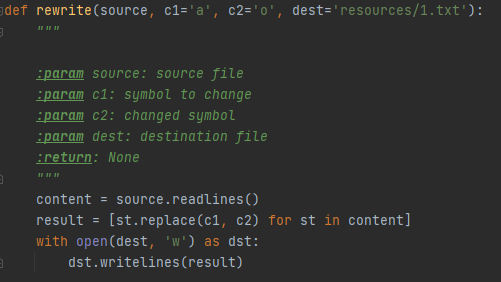 def rewrite(source, c1='a', c2='o', dest='resources/1.txt'):
    """

    :param source: source file
    :param c1: symbol to change
    :param c2: changed symbol
    :param dest: destination file
    :return: None
    """
    content = source.readlines()
    result = [st.replace(c1, c2) for st in content]
    with open(dest, 'w') as dst:
        dst.writelines(result)